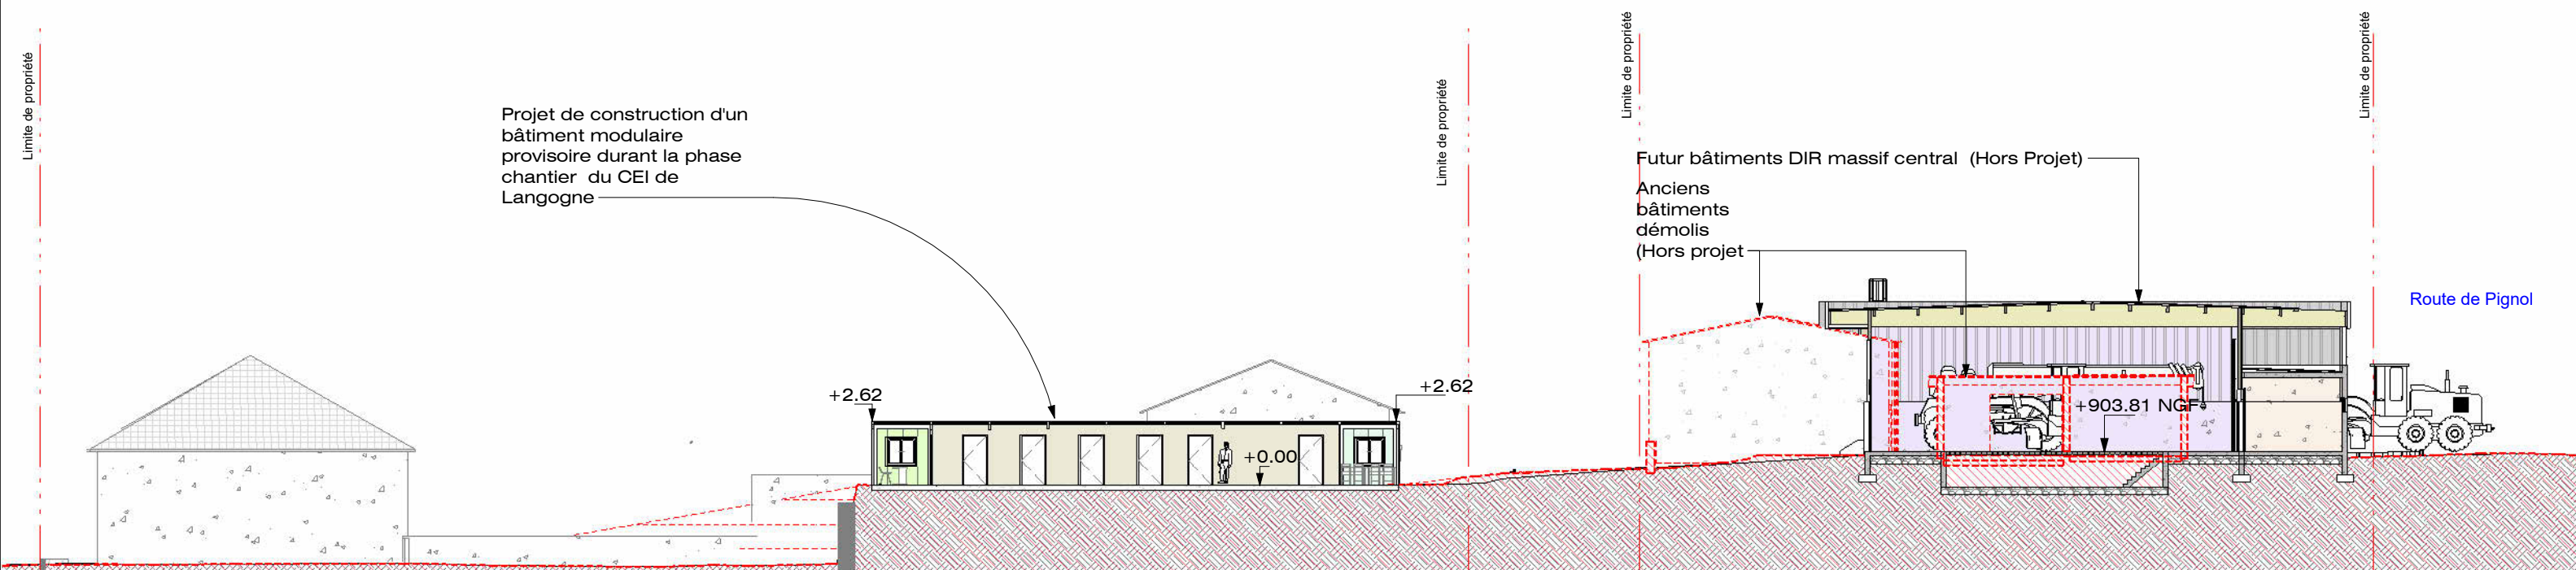 Limite de propriété
Projet de construction d'un
bâtiment modulaire
provisoire durant la phase
chantier du CEI de
Langogne
+2.62
+0.00
+2.62
Limite de propriété
Limite de propriété
Futur bâtiments DIR massif central (Hors Projet)
Anciens
bâtiments
démolis
(Hors projet
+903.81 NGF
Limite de propriété
Route de Pignol